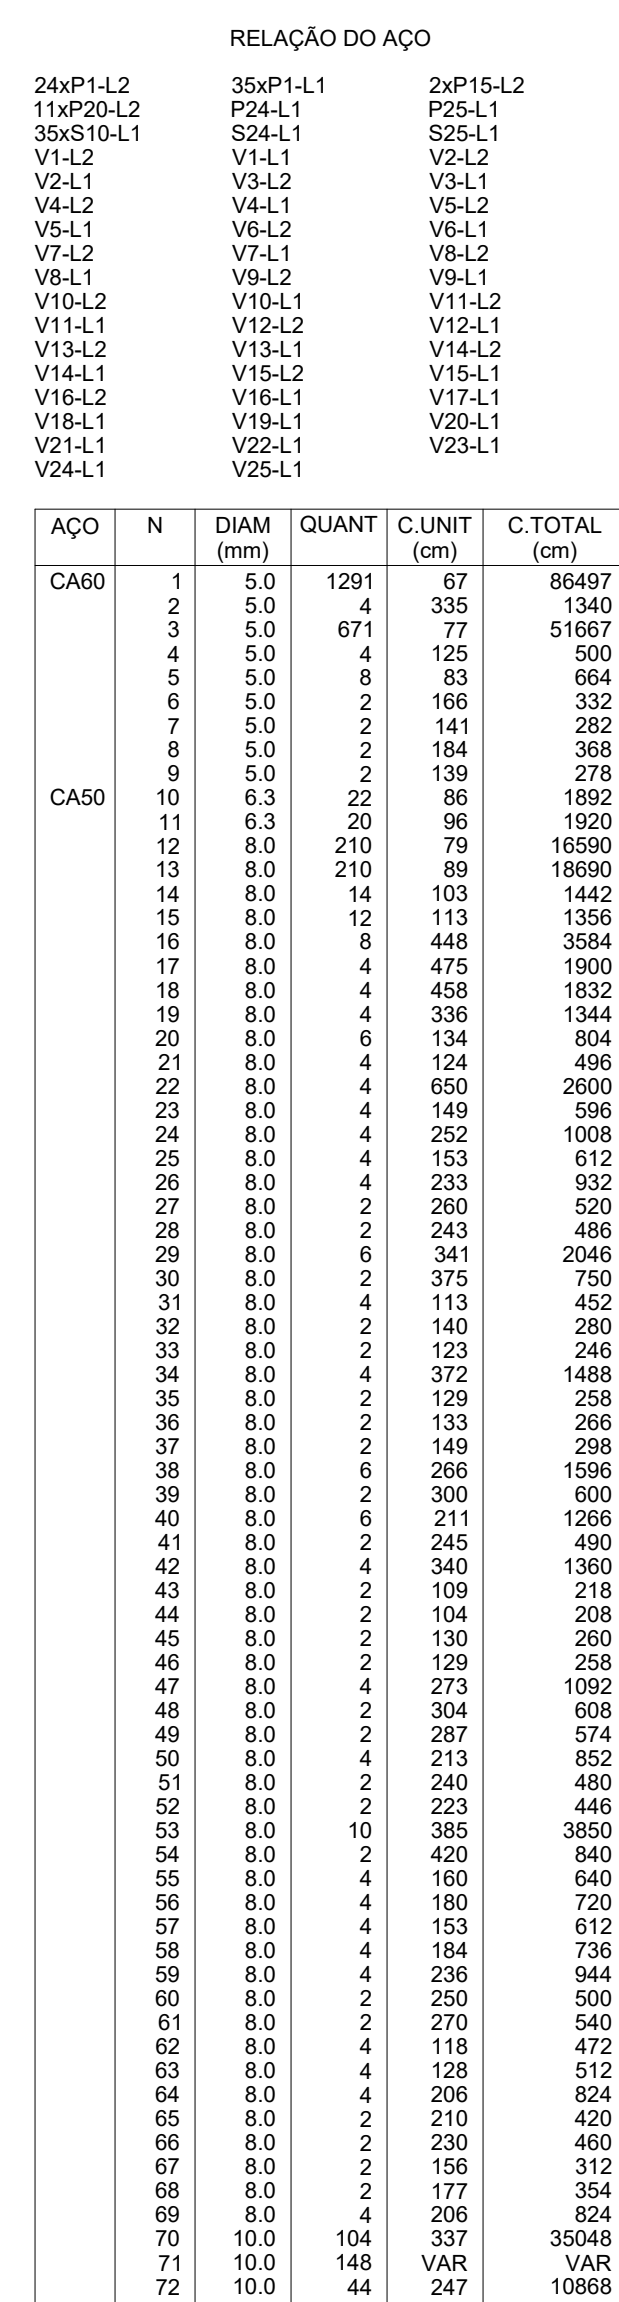 RELAÇÃO DO AÇO
24xP1-L2 35xP1-L1 2xP15-L2
11xP20-L2 P24-L1 P25-L1
35xS10-L1 S24-L1 S25-L1
V1-L2 V1-L1 V2-L2
V2-L1 V3-L2 V3-L1
V4-L2 V4-L1 V5-L2
V5-L1 V6-L2 V6-L1
V7-L2 V7-L1 V8-L2
V8-L1 V9-L2 V9-L1
V10-L2 V10-L1 V11-L2
V11-L1 V12-L2 V12-L1
V13-L2 V13-L1 V14-L2
V14-L1 V15-L2 V15-L1
V16-L2 V16-L1 V17-L1
V18-L1 V19-L1 V20-L1
V21-L1 V22-L1 V23-L1
V24-L1 V25-L1
AÇO N DIAM QUANT C.UNIT C.TOTAL
(mm) (cm) (cm)
CA60 1 5.0 1291 67 86497
2 5.0 4 335 1340
3 5.0 671 77 51667
4 5.0 4 125 500
5 5.0 8 83 664
6 5.0 2 166 332
7 5.0 2 141 282
8 5.0 2 184 368
9 5.0 2 139 278
CA50 10 6.3 22 86 1892
11 6.3 20 96 1920
12 8.0 210 79 16590
13 8.0 210 89 18690
14 8.0 14 103 1442
15 8.0 12 113 1356
16 8.0 8 448 3584
17 8.0 4 475 1900
18 8.0 4 458 1832
19 8.0 4 336 1344
20 8.0 6 134 804
21 8.0 4 124 496
22 8.0 4 650 2600
23 8.0 4 149 596
24 8.0 4 252 1008
25 8.0 4 153 612
26 8.0 4 233 932
27 8.0 2 260 520
28 8.0 2 243 486
29 8.0 6 341 2046
30 8.0 2 375 750
31 8.0 4 113 452
32 8.0 2 140 280
33 8.0 2 123 246
34 8.0 4 372 1488
35 8.0 2 129 258
36 8.0 2 133 266
37 8.0 2 149 298
38 8.0 6 266 1596
39 8.0 2 300 600
40 8.0 6 211 1266
41 8.0 2 245 490
42 8.0 4 340 1360
43 8.0 2 109 218
44 8.0 2 104 208
45 8.0 2 130 260
46 8.0 2 129 258
47 8.0 4 273 1092
48 8.0 2 304 608
49 8.0 2 287 574
50 8.0 4 213 852
51 8.0 2 240 480
52 8.0 2 223 446
53 8.0 10 385 3850
54 8.0 2 420 840
55 8.0 4 160 640
56 8.0 4 180 720
57 8.0 4 153 612
58 8.0 4 184 736
59 8.0 4 236 944
60 8.0 2 250 500
61 8.0 2 270 540
62 8.0 4 118 472
63 8.0 4 128 512
64 8.0 4 206 824
65 8.0 2 210 420
66 8.0 2 230 460
67 8.0 2 156 312
68 8.0 2 177 354
69 8.0 4 206 824
70 10.0 104 337 35048
71 10.0 148 VAR VAR
72 10.0 44 247 10868